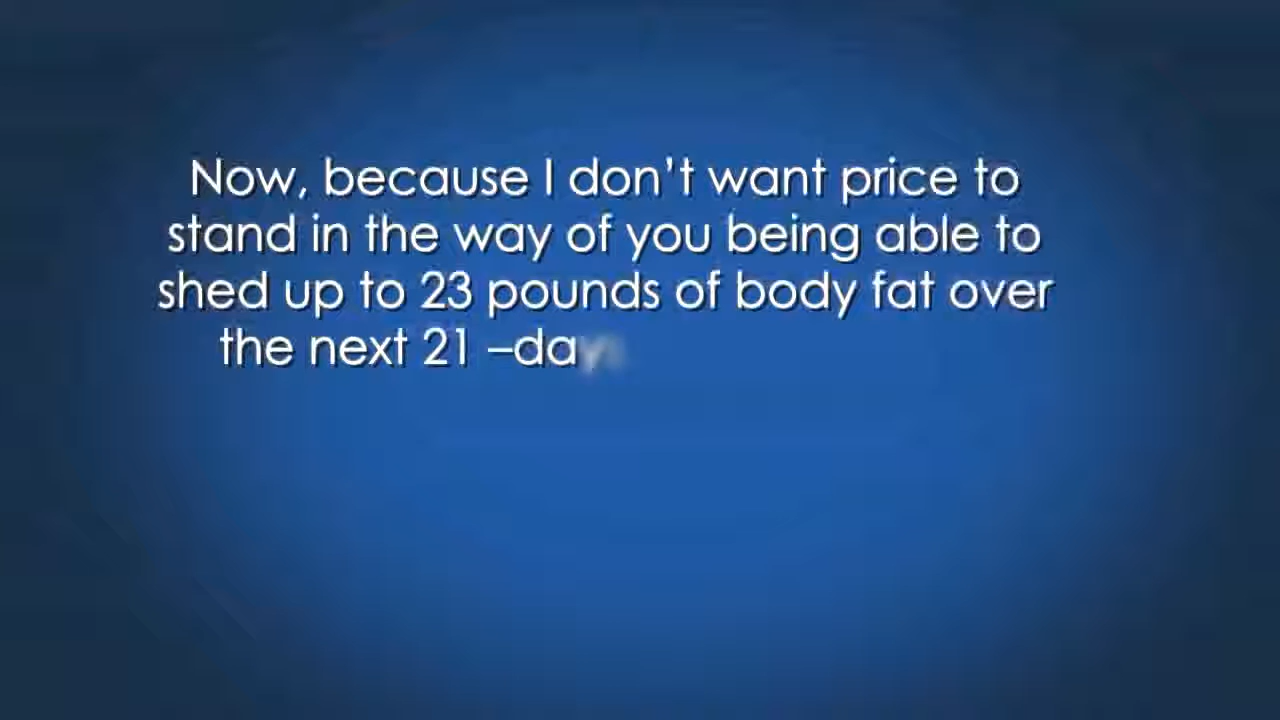 Now, because I don't want price to
stand in the way of you being able to
shed up to 23 pounds of body fat over
the next 21 –days